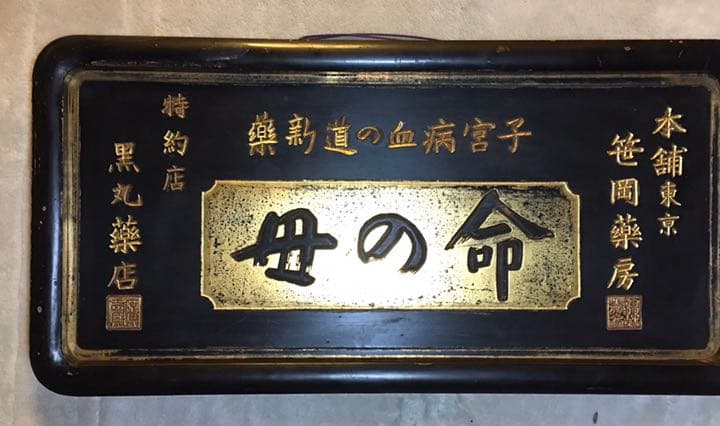 本舖東京
笹岡藥房
子宮病血の道新藥
命の母
特約店
黒丸藥店